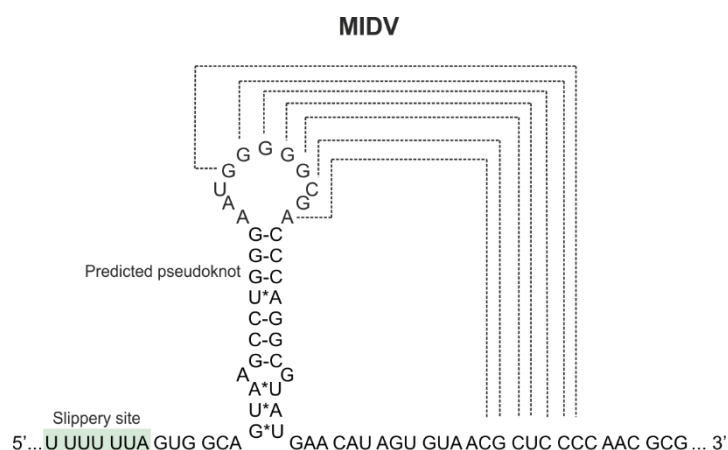 MIDV
G G G
G G
U C
A G
A A
G-C
G-C
Predicted pseudoknot G-C
U*A
C-G
C-G
G-C
A G
A*U
U*A
Slippery site
G*U
5'...U UUU UUA GUG GCA GAA CAU AGU GUA ACG CUC CCC AAC GCG... 3'